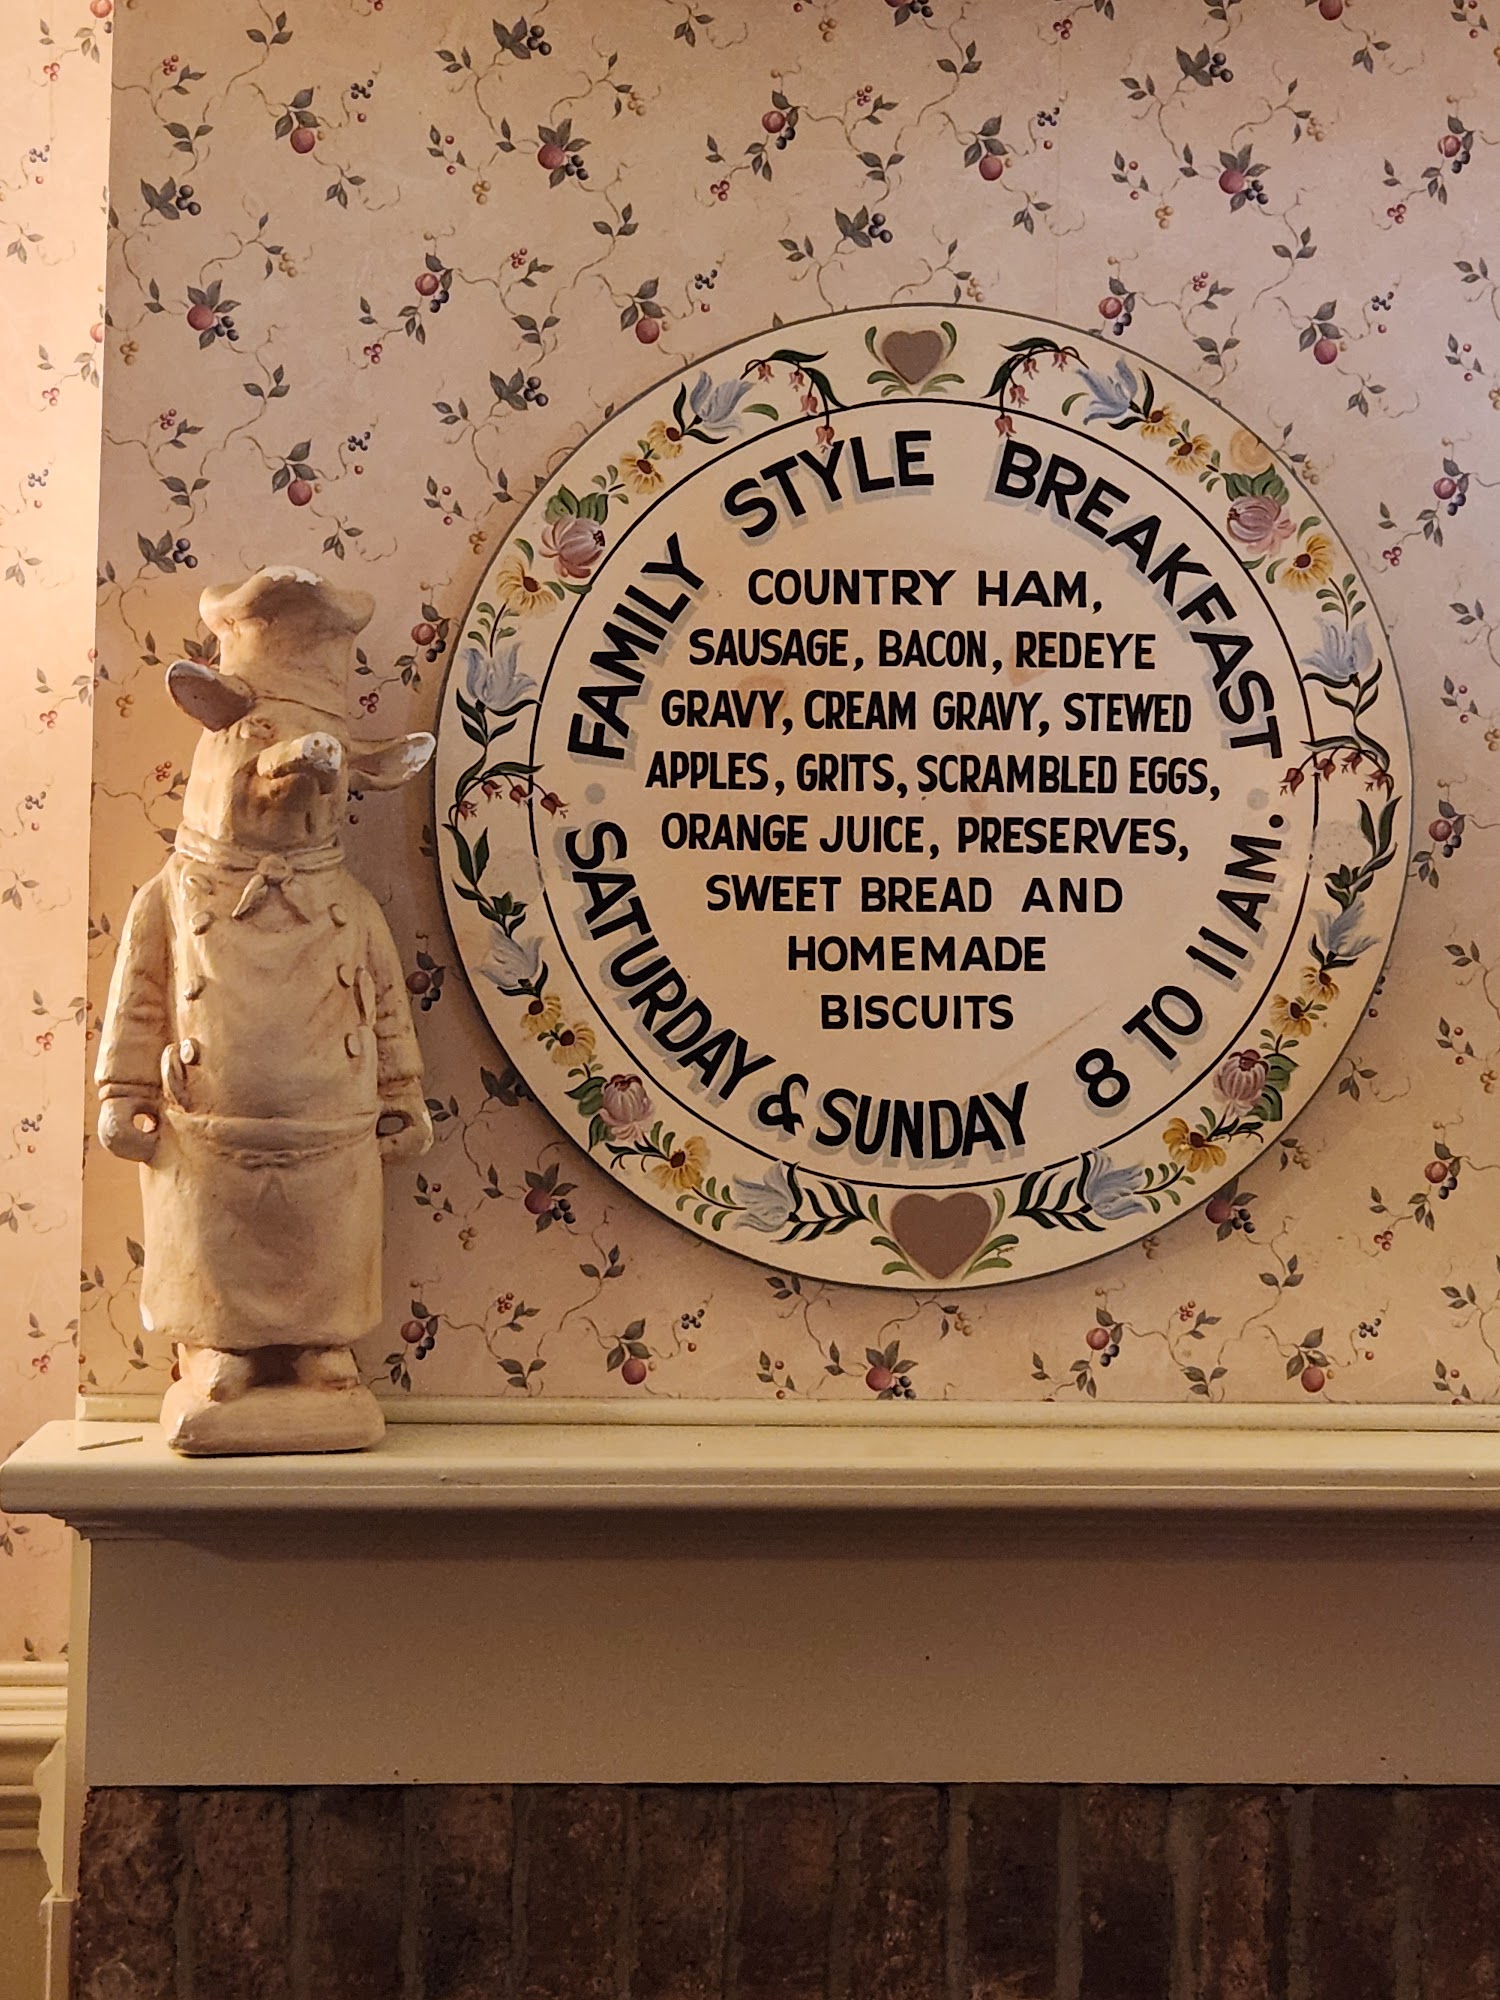 FAMILY STYLE BREAKFAST
COUNTRY HAM,
SAUSAGE, BACON, REDEYE
GRAVY, CREAM GRAVY, STEWED
APPLES, GRITS, SCRAMBLED EGGS,
ORANGE JUICE, PRESERVES,
SWEET BREAD AND
HOMEMADE
BISCUITS
SATURDAY & SUNDAY 8 TO 11 AM.